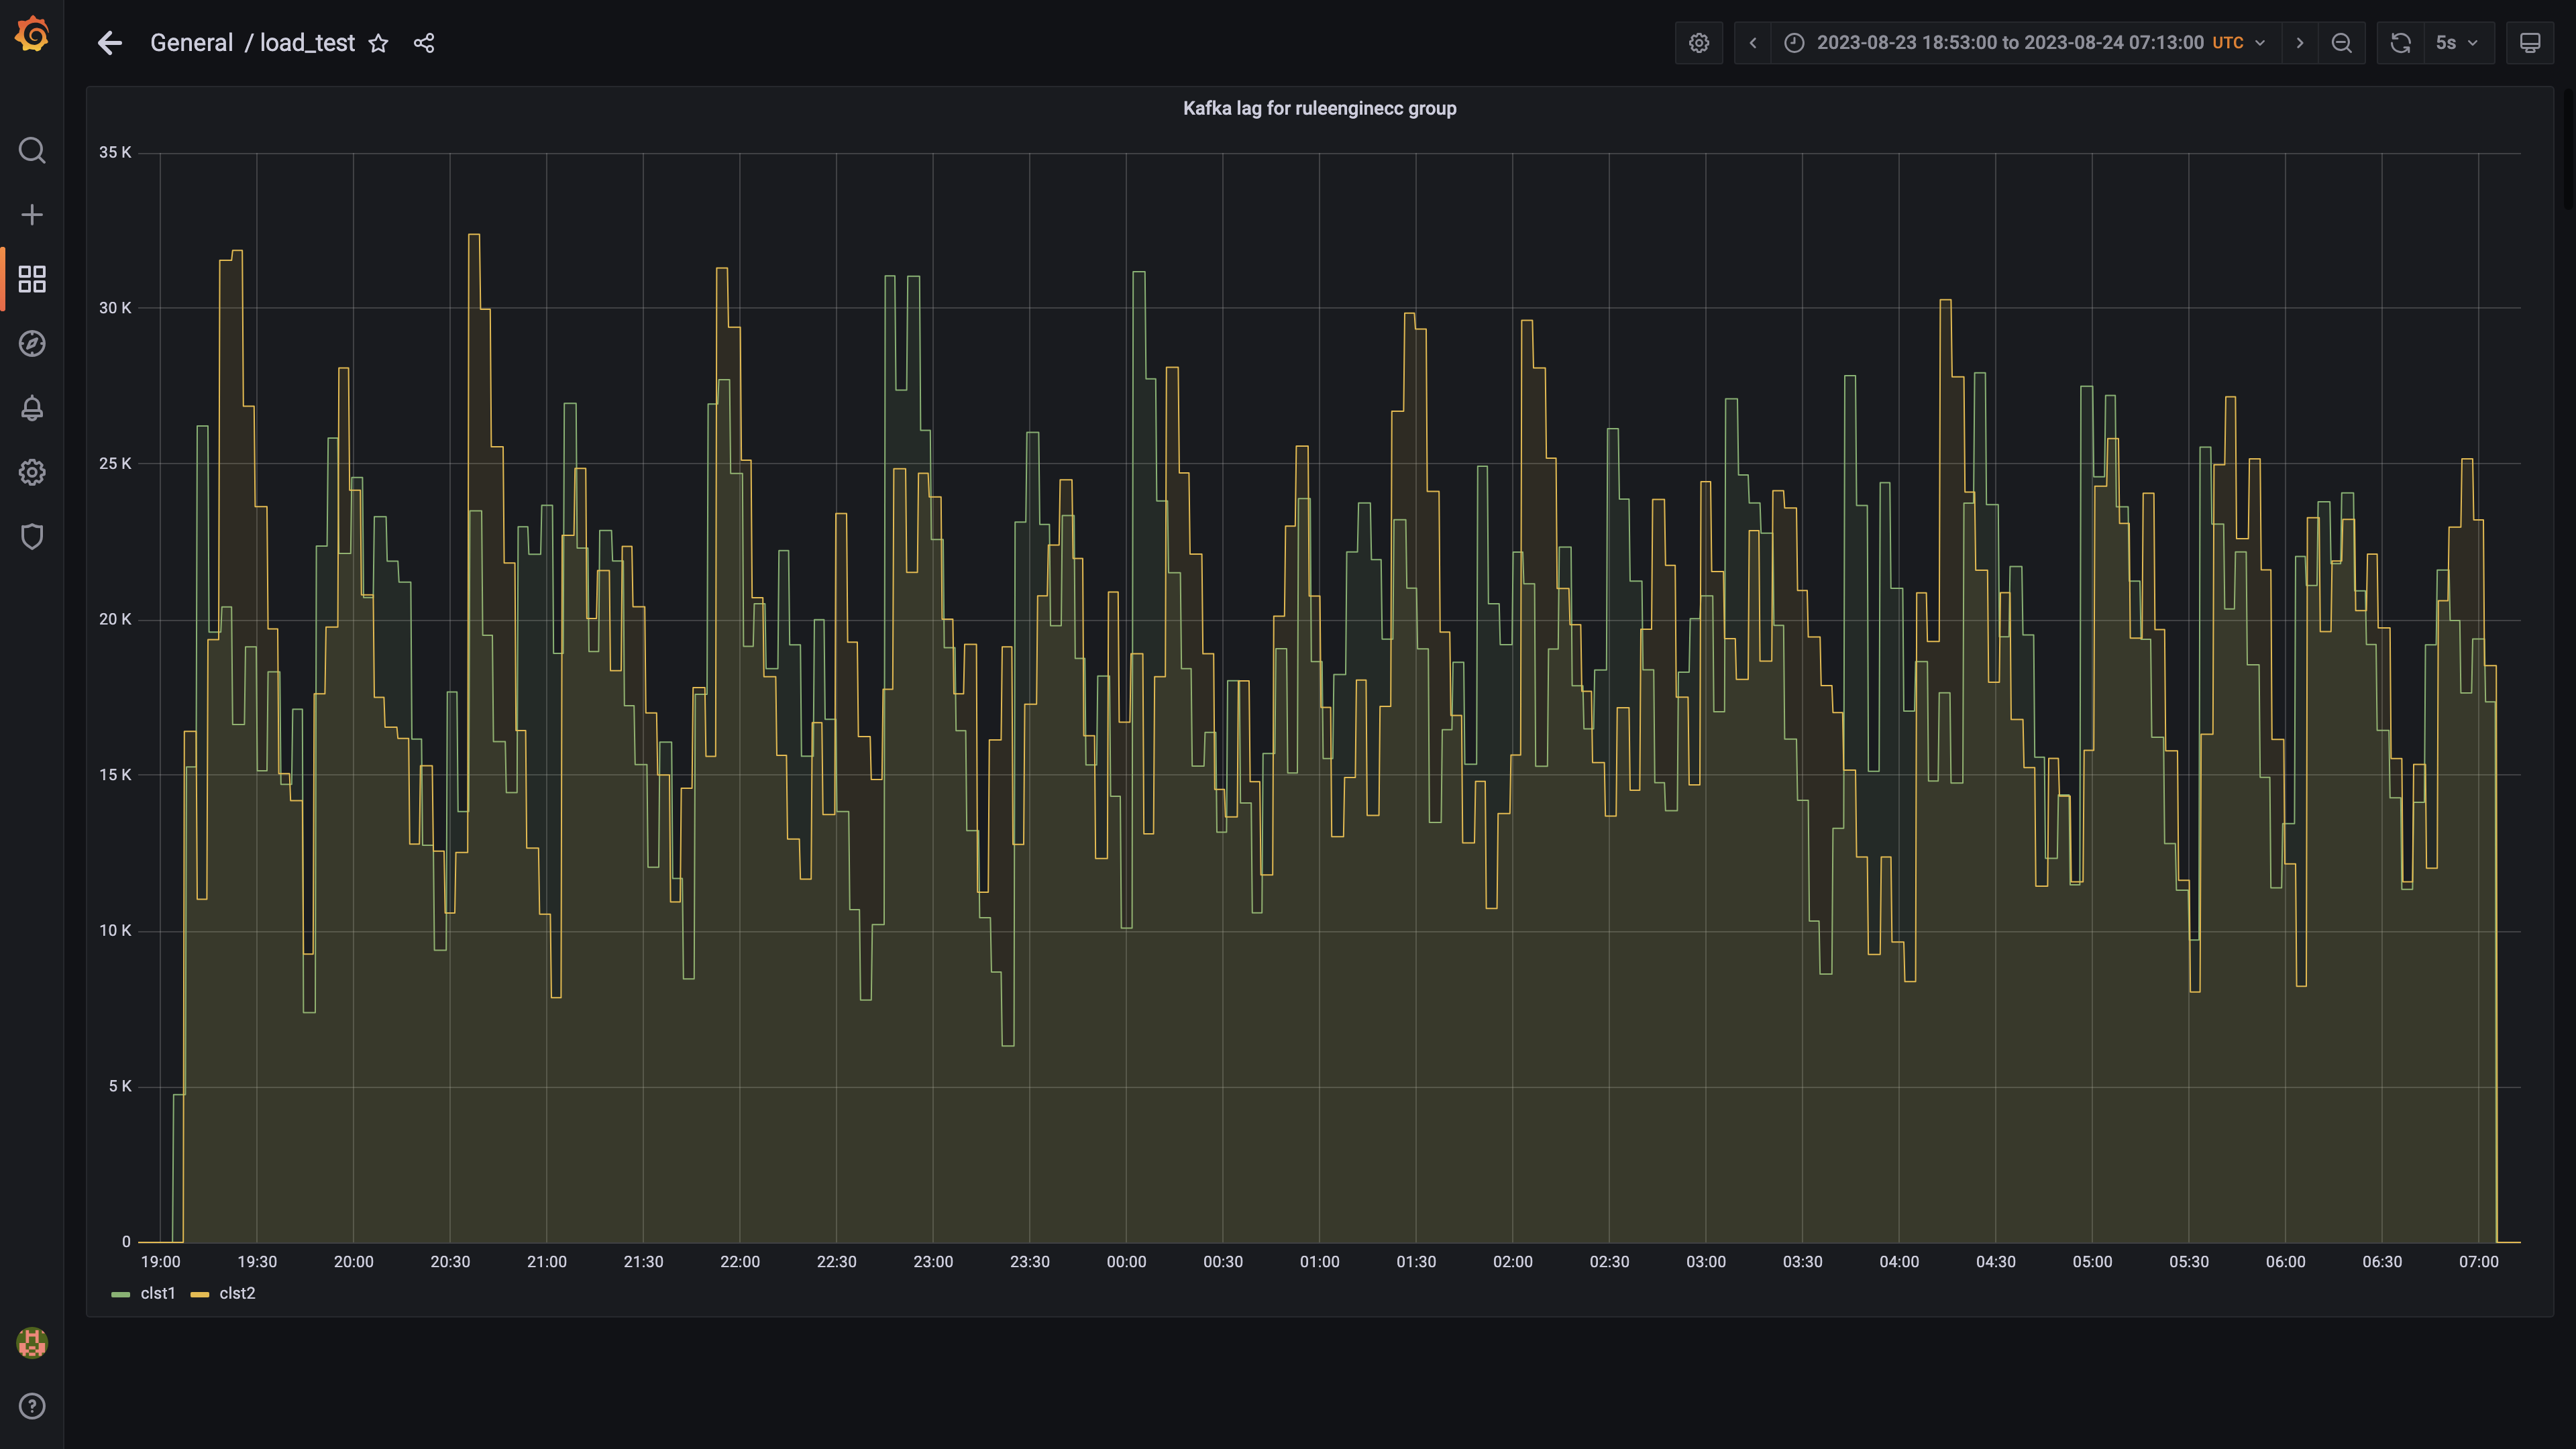 General / load_test
2023-08-23 18:53:00 to 2023-08-24 07:13:00 UTC
5s
Kafka lag for ruleenginecc group
35 K
30 K
25 K
20 K
15 K
10 K
5 K
0
19:00 19:30 20:00 20:30 21:00 21:30 22:00 22:30 23:00 23:30 00:00 00:30 01:00 01:30 02:00 02:30 03:00 03:30 04:00 04:30 05:00 05:30 06:00 06:30 07:00
clst1 clst2